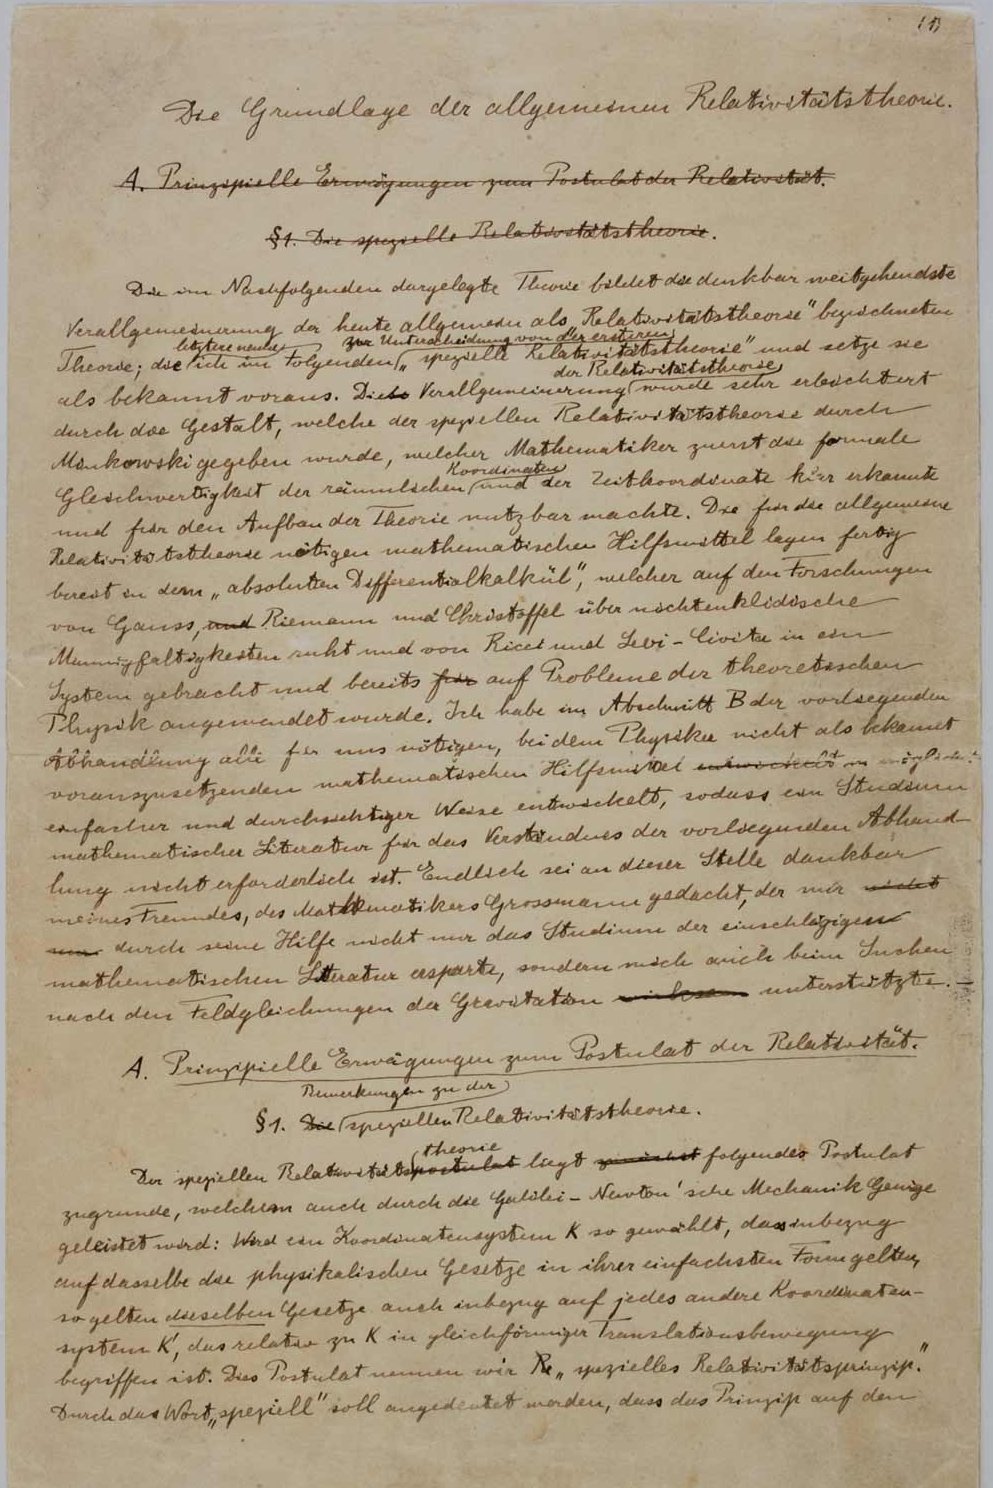 (1)
Die Grundlage der allgemeinen Relativitätstheorie.
A. Prinzipielle Erwägungen zum Postulat der Relativität.
§1. Die spezielle Relativitätstheorie.
Die im Nachfolgenden dargelegte Theorie bildet die denkbar weitgehendste
Verallgemeinerung der heute allgemein als „Relativitätstheorie" bezeichneten
letztere nenne zur Unterscheidung von der ersteren
Theorie; die ich im Folgenden „spezielle Relativitätstheorie" und setze sie
der Relativitätstheorie
als bekannt voraus. Die Verallgemeinerung wurde sehr erleichtert
durch die Gestalt, welche der speziellen Relativitätstheorie durch
Minkowski gegeben wurde, welcher Mathematiker zuerst die formale
Koordinaten
Gleichwertigkeit der räumlichen und der Zeitkoordinate klar erkannte
und für den Aufbau der Theorie nutzbar machte. Die für die allgemeine
Relativitätstheorie nötigen mathematischen Hilfsmittel lagen fertig
bereit in dem „absoluten Differentialkalkül", welcher auf den Forschungen
von Gauss, und Riemann und Christoffel über nichteuklidische
Mannigfaltigkeiten ruht und von Ricci und Levi-Civita in ein
System gebracht und bereits für auf Probleme der theoretischen
Physik angewendet wurde. Ich habe im Abschnitt B der vorliegenden
Abhandlung alle für uns nötigen, bei dem Physiker nicht als bekannt
vorauszusetzenden mathematischen Hilfsmittel entwickelt in möglichst
einfacher und durchsichtiger Weise entwickelt, sodass ein Studium
mathematischer Literatur für das Verständnis der vorliegenden Abhand-
lung nicht erforderlich ist. Endlich sei an dieser Stelle dankbar
meines Freundes, des Mathematikers Grossmann gedacht, der mir nicht
nur durch seine Hilfe nicht nur das Studium der einschlägigen
mathematischen Literatur ersparte, sondern mich auch beim Suchen
nach den Feldgleichungen der Gravitation wirksam unterstützte. —
A. Prinzipielle Erwägungen zum Postulat der Relativität.
Bemerkungen zu der
§1. Die speziellen Relativitätstheorie.
theorie
Der speziellen Relativitätspostulat liegt zunächst folgendes Postulat
zugrunde, welchem auch durch die Galilei-Newton'sche Mechanik Genüge
geleistet wird: Wird ein Koordinatensystem K so gewählt, dass inbezug
auf dasselbe die physikalischen Gesetze in ihrer einfachsten Form gelten,
so gelten dieselben Gesetze auch inbezug auf jedes andere Koordinaten-
system K', das relativ zu K in gleichförmiger Translationsbewegung
begriffen ist. Dies Postulat nennen wir Re „spezielles Relativitätsprinzip."
Durch das Wort „speziell" soll angedeutet werden, dass das Prinzip auf den